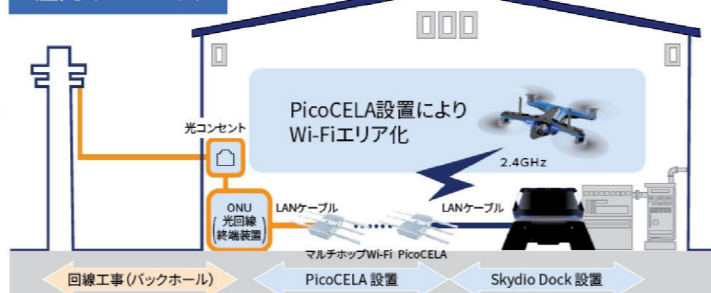 PicoCELA設置により
Wi-Fiエリア化
2.4GHz
光コンセント
ONU
光回線
終端装置
LANケーブル
LANケーブル
マルチホップWi-Fi PicoCELA
回線工事(バックホール)
PicoCELA 設置
Skydio Dock 設置